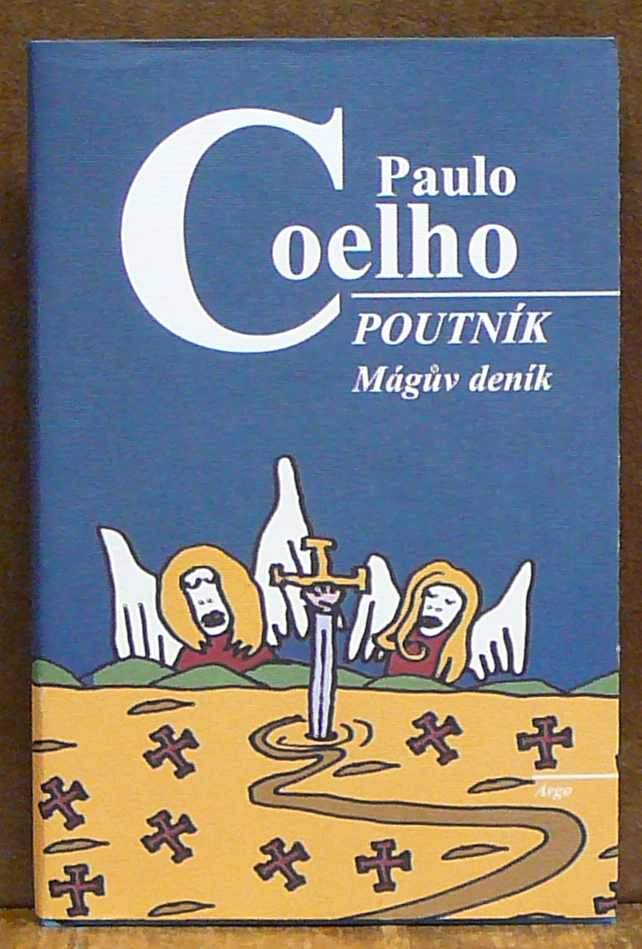 Paulo
Coelho
POUTNÍK
Mágův deník
Argo